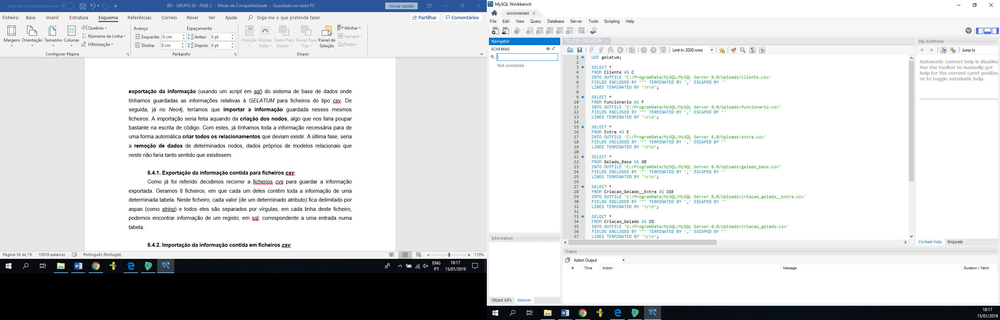 Guardar Automaticamente
BD - GRUPO 20 - FASE 2 - Modo de Compatibilidade - Guardado no neste PC
Iniciar sessão
Ficheiro Base Inserir Estrutura Esquema Referências Correio Rever Ver Ajuda Diga-me o que pretende fazer
Partilhar Comentários
Margens Orientação Tamanho Colunas
Quebras
Números de Linha
Hifenização
Configurar Página
Avanço
Esquerda: 0 cm
Direita: 0 cm
Espaçamento
Antes: 0 pt
Depois: 0 pt
Parágrafo
Posição Moldar Texto Trazer Para Diante Enviar Para Trás Painel de Seleção
Alinhar
Agrupar
Rodar
Dispor
exportação da informação (usando um script em sql) do sistema de base de dados onde
tínhamos guardadas as informações relativas à GELATUM para ficheiros do tipo csv. De
seguida, já no Neo4j, teríamos que importar a informação guardada nesses mesmos
ficheiros. A importação seria feita aquando da criação dos nodos, algo que nos faria poupar
bastante na escrita de código. Com estes, já tínhamos toda a informação necessária para de
uma forma automática criar todos os relacionamentos que deviam existir. A última fase, seria
a remoção de dados de determinados nodos, dados próprios de modelos relacionais que
neste não faria tanto sentido que existissem.
6.4.1. Exportação da informação contida para ficheiros csv
Como já foi referido decidimos recorrer a ficherios cvs para guardar a informação
exportada. Geramos 8 ficheiros, em que cada um deles contém toda a informação de uma
determinada tabela. Neste ficheiro, cada valor (de um determinado atributo) fica delimitado por
aspas (como string) e todos eles são separados por vírgulas, em cada linha deste ficheiro,
podemos encontrar informação de um registo, em sql, correspondente a uma entrada numa
tabela.
6.4.2. Importação da informação contida em ficheiros csv
Página 58 de 79 10918 palavras Português (Portugal)
110%
ENG
PT
18:17
15/01/2019
MySQL Workbench
unconnected
File Edit View Query Database Server Tools Scripting Help
Navigator
SCHEMAS
Not connected
Information
Object Info Session
TO_CSV_GELATUM
Limit to 2000 rows
1 USE gelatum;
2
3 SELECT *
4 FROM Cliente AS C
5 INTO OUTFILE 'C:/ProgramData/MySQL/MySQL Server 8.0/Uploads/cliente.csv'
6 FIELDS ENCLOSED BY '"' TERMINATED BY ',' ESCAPED BY ''
7 LINES TERMINATED BY '\r\n';
8
9 SELECT *
10 FROM Funcionario AS F
11 INTO OUTFILE 'C:/ProgramData/MySQL/MySQL Server 8.0/Uploads/funcionario.csv'
12 FIELDS ENCLOSED BY '"' TERMINATED BY ',' ESCAPED BY ''
13 LINES TERMINATED BY '\r\n';
14
15 SELECT *
16 FROM Extra AS E
17 INTO OUTFILE 'C:/ProgramData/MySQL/MySQL Server 8.0/Uploads/extra.csv'
18 FIELDS ENCLOSED BY '"' TERMINATED BY ',' ESCAPED BY ''
19 LINES TERMINATED BY '\r\n';
20
21 SELECT *
22 FROM Gelado_Base AS GB
23 INTO OUTFILE 'C:/ProgramData/MySQL/MySQL Server 8.0/Uploads/gelado_base.csv'
24 FIELDS ENCLOSED BY '"' TERMINATED BY ',' ESCAPED BY ''
25 LINES TERMINATED BY '\r\n';
26
27 SELECT *
28 FROM Criacao_Gelado__Extra AS CGE
29 INTO OUTFILE 'C:/ProgramData/MySQL/MySQL Server 8.0/Uploads/criacao_gelado__extra.csv'
30 FIELDS ENCLOSED BY '"' TERMINATED BY ',' ESCAPED BY ''
31 LINES TERMINATED BY '\r\n';
32
33 SELECT *
34 FROM Criacao_Gelado AS CG
35 INTO OUTFILE 'C:/ProgramData/MySQL/MySQL Server 8.0/Uploads/criacao_gelado.csv'
36 FIELDS ENCLOSED BY '"' TERMINATED BY ',' ESCAPED BY ''
37 LINES TERMINATED BY '\r\n';
SQLAdditions
Jump to
Automatic context help is disabled
Use the toolbar to manually get
help for the current caret position
or to toggle automatic help.
Context Help Snippets
Output
Action Output
# Time Action Message Duration / Fetch
18:17
15/01/2019